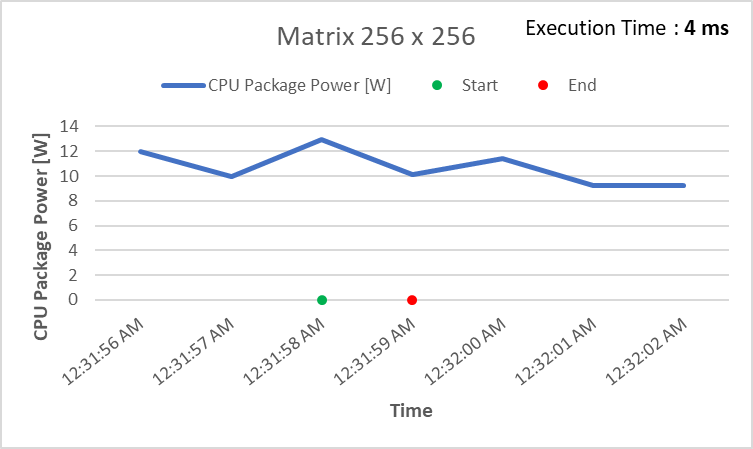 Matrix 256 x 256
Execution Time : 4 ms
CPU Package Power [W]
Start
End
CPU Package Power [W]
14
12
10
8
6
4
2
0
12:31:56 AM
12:31:57 AM
12:31:58 AM
12:31:59 AM
12:32:00 AM
12:32:01 AM
12:32:02 AM
Time